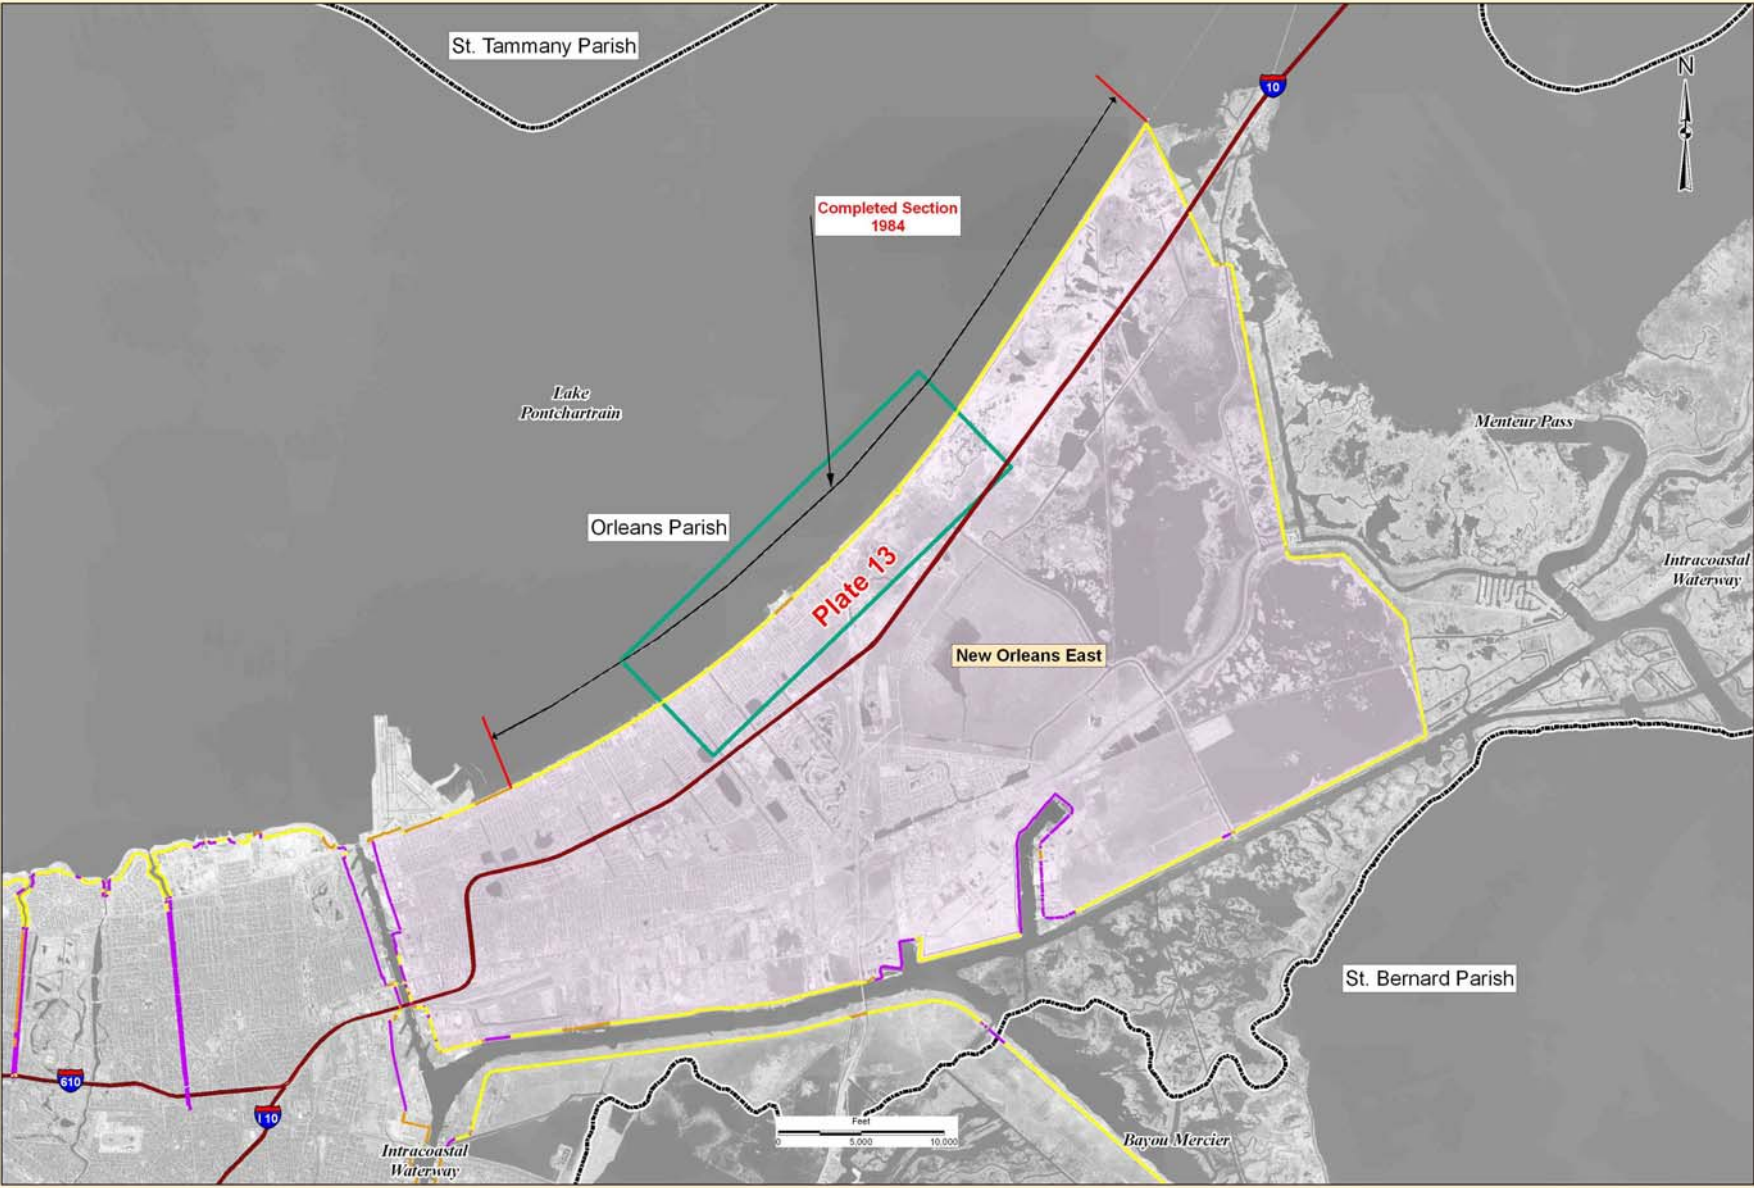 St. Tammany Parish
N
10
Completed Section
1984
Lake
Pontchartrain
Menteur Pass
Orleans Parish
Plate 13
Intracoastal
Waterway
New Orleans East
St. Bernard Parish
610
I 10
Feet
0 5,000 10,000
Bayou Mercier
Intracoastal
Waterway